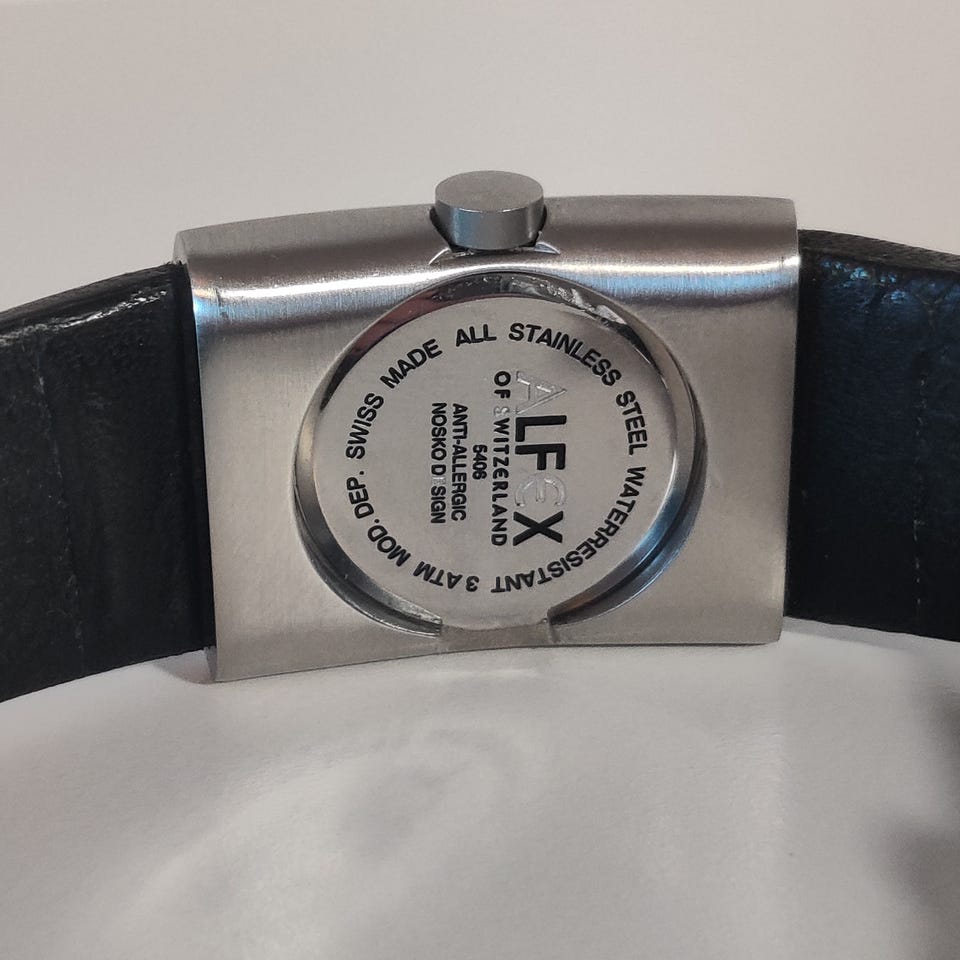 ALFEX
OF SWITZERLAND
5406
ANTI-ALLERGIC
NOSKO DESIGN
SWISS MADE ALL STAINLESS STEEL WATERRESISTANT 3 ATM MOD. DEP.